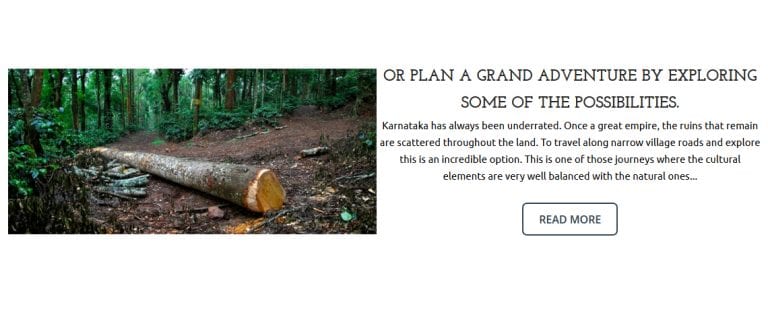 OR PLAN A GRAND ADVENTURE BY EXPLORING
SOME OF THE POSSIBILITIES.
Karnataka has always been underrated. Once a great empire, the ruins that remain
are scattered throughout the land. To travel along narrow village roads and explore
this is an incredible option. This is one of those journeys where the cultural
elements are very well balanced with the natural ones...
READ MORE